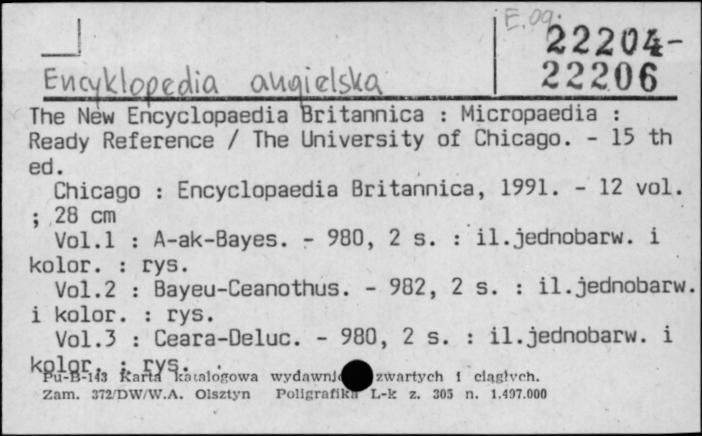 E.09.
22204-
22206
Encyklopedia angielska
The New Encyclopaedia Britannica : Micropaedia :
Ready Reference / The University of Chicago. - 15 th
ed.
Chicago : Encyclopaedia Britannica, 1991. - 12 vol.
; 28 cm
Vol.1 : A-ak-Bayes. - 980, 2 s. : il.jednobarw. i
kolor. : rys.
Vol.2 : Bayeu-Ceanothus. - 982, 2 s. : il.jednobarw.
i kolor. : rys.
Vol.3 : Ceara-Deluc. - 980, 2 s. : il.jednobarw. i
kolor. : rys.
Pu-B-143 Karta katalogowa zwartych i ciągłych.
Zam. 372/DW/W.A. Olsztyn Poligrafika L-k z. 305 n. 1.497.000